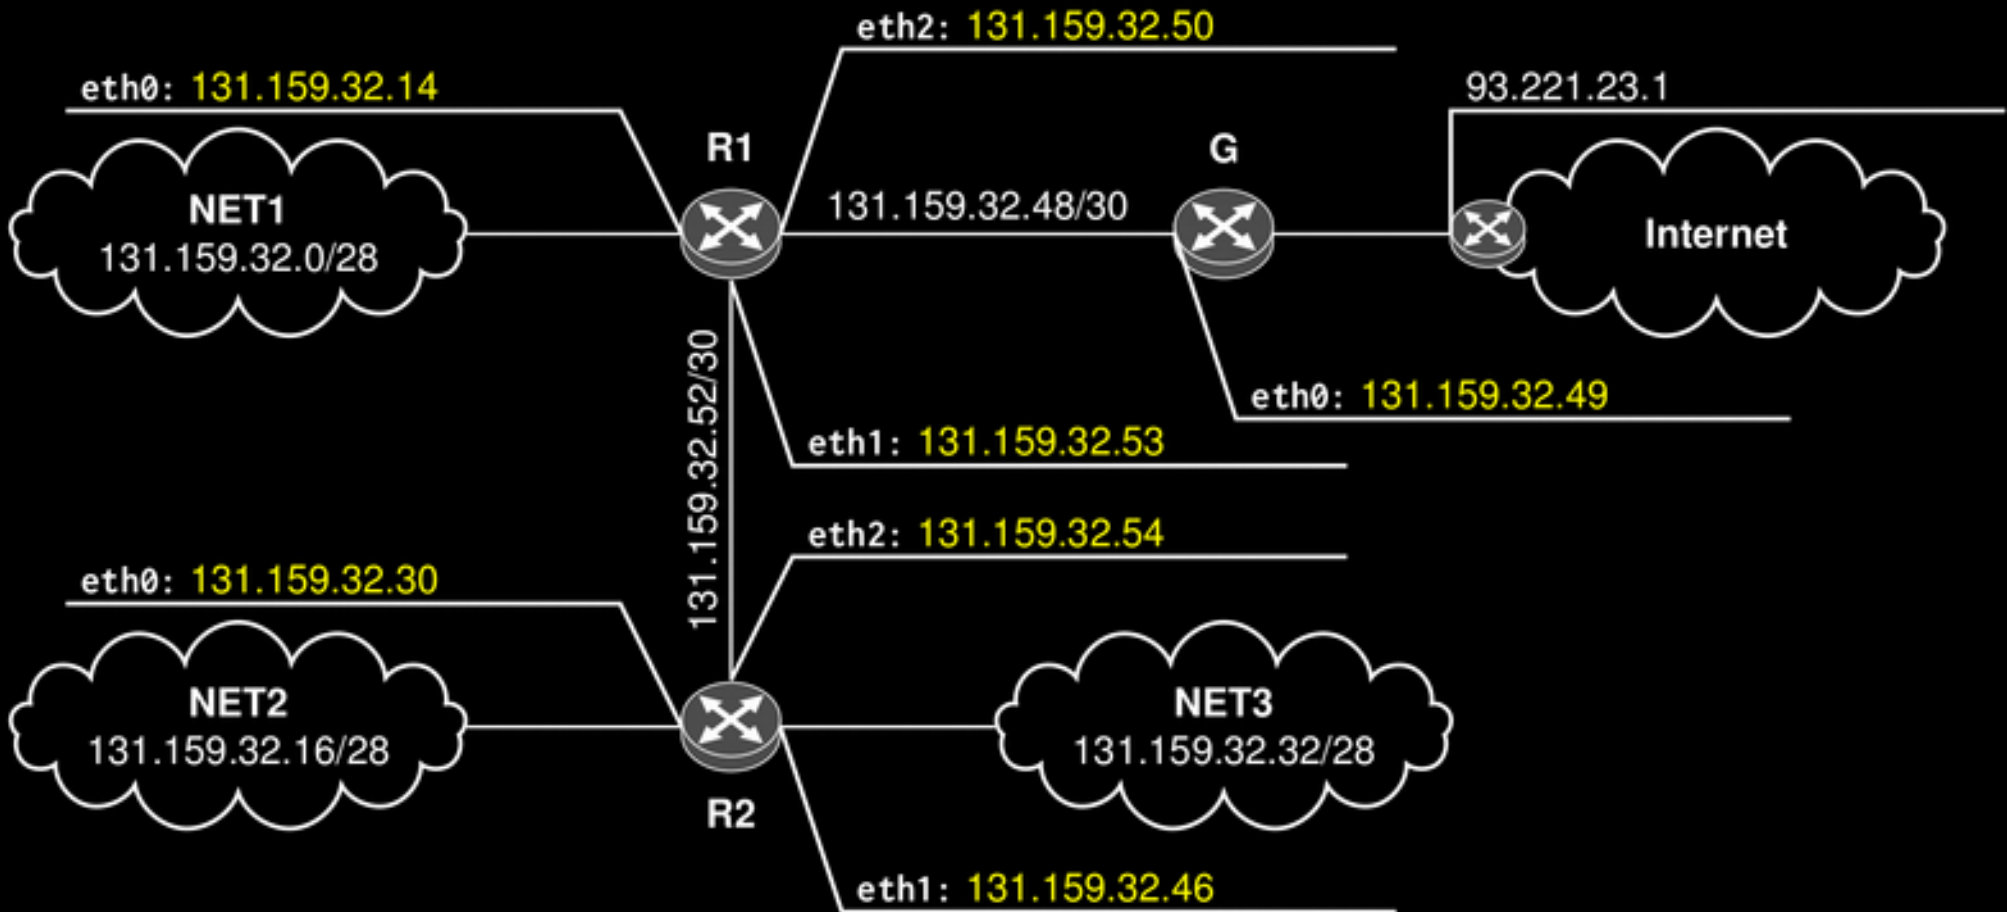 eth2: 131.159.32.50
eth0: 131.159.32.14
93.221.23.1
R1
G
NET1
131.159.32.0/28
131.159.32.48/30
Internet
131.159.32.52/30
eth0: 131.159.32.49
eth1: 131.159.32.53
eth2: 131.159.32.54
eth0: 131.159.32.30
NET2
131.159.32.16/28
NET3
131.159.32.32/28
R2
eth1: 131.159.32.46